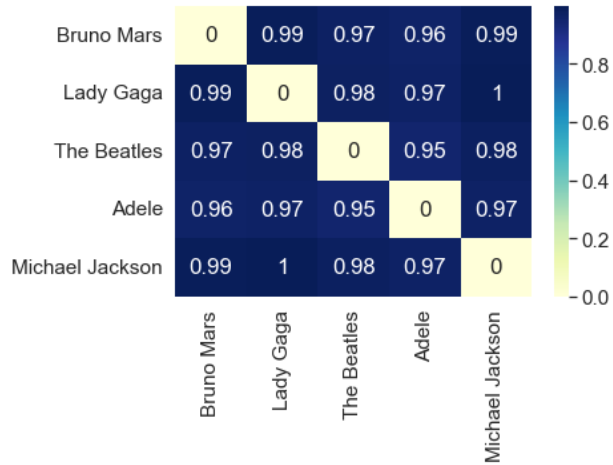 Bruno Mars 0 0.99 0.97 0.96 0.99
Lady Gaga 0.99 0 0.98 0.97 1
The Beatles 0.97 0.98 0 0.95 0.98
Adele 0.96 0.97 0.95 0 0.97
Michael Jackson 0.99 1 0.98 0.97 0
Bruno Mars
Lady Gaga
The Beatles
Adele
Michael Jackson
0.8
0.6
0.4
0.2
0.0